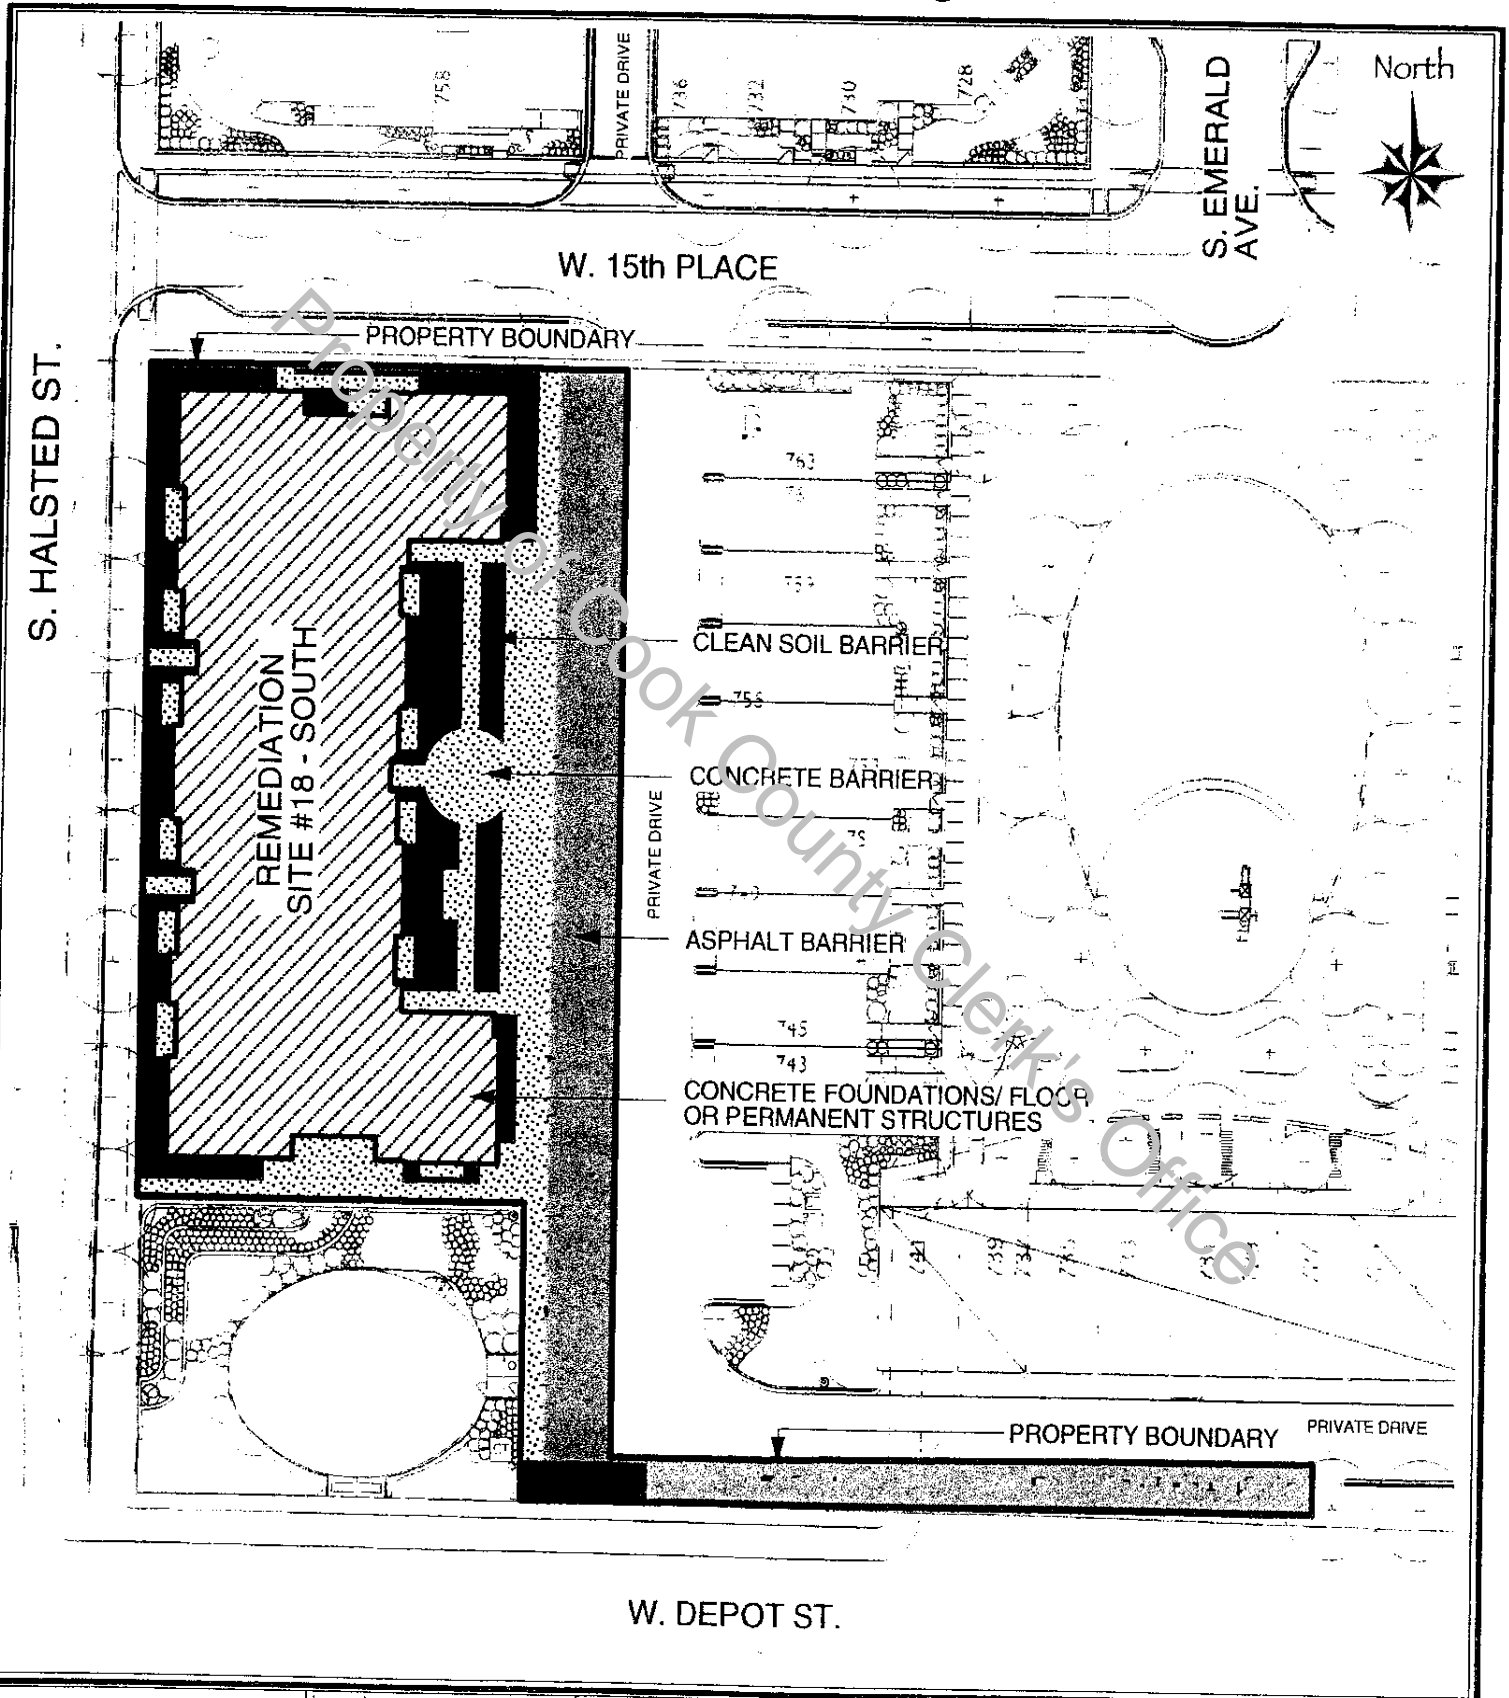 North
758
PRIVATE DRIVE
736
732
730
728
S. EMERALD
AVE.
W. 15th PLACE
PROPERTY BOUNDARY
S. HALSTED ST.
763
CLEAN SOIL BARRIER
REMEDIATION
SITE #18 - SOUTH
CONCRETE BARRIER
PRIVATE DRIVE
ASPHALT BARRIER
745
743
CONCRETE FOUNDATIONS/ FLOOR
OR PERMANENT STRUCTURES
741
739
PROPERTY BOUNDARY
PRIVATE DRIVE
W. DEPOT ST.
Property of Cook County Clerk's Office